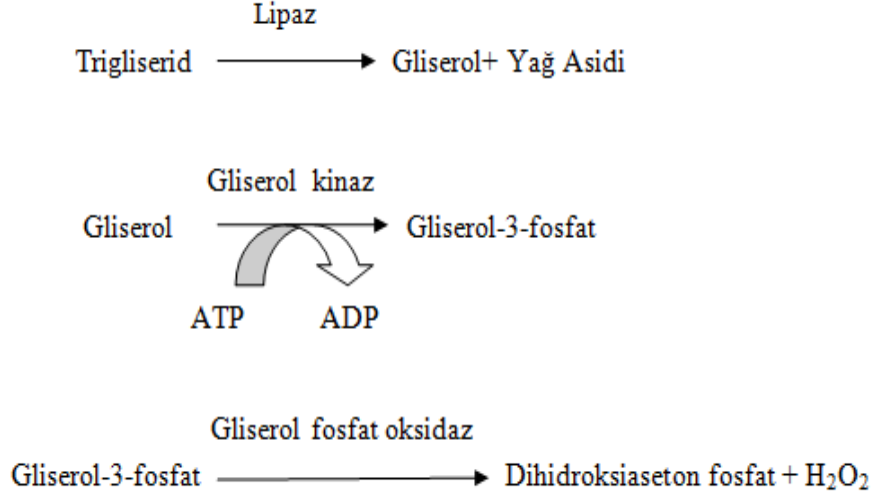 Lipaz
Trigliserid Gliserol+ Yağ Asidi
Gliserol kinaz
Gliserol Gliserol-3-fosfat
ATP ADP
Gliserol fosfat oksidaz
Gliserol-3-fosfat Dihidroksiaseton fosfat + H₂O₂